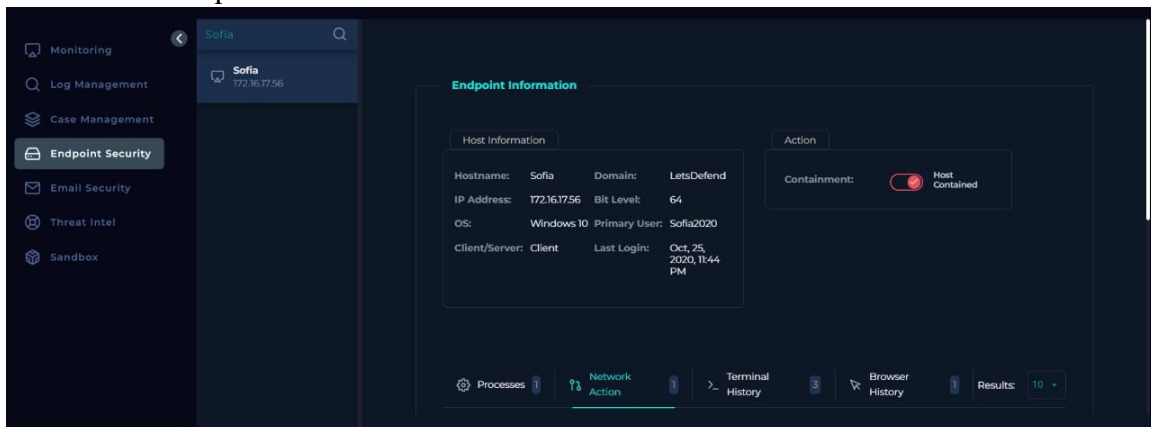 Monitoring
Log Management
Case Management
Endpoint Security
Email Security
Threat Intel
Sandbox
Sofia
Sofia
172.16.17.56
Endpoint Information
Host Information
Hostname: Sofia Domain: LetsDefend
IP Address: 172.16.17.56 Bit Level: 64
OS: Windows 10 Primary User: Sofia2020
Client/Server: Client Last Login: Oct, 25,
2020, 11:44
PM
Action
Containment: Host
Contained
Processes 1 Network
Action 1 >_ Terminal
History 3 Browser
History 1 Results: 10